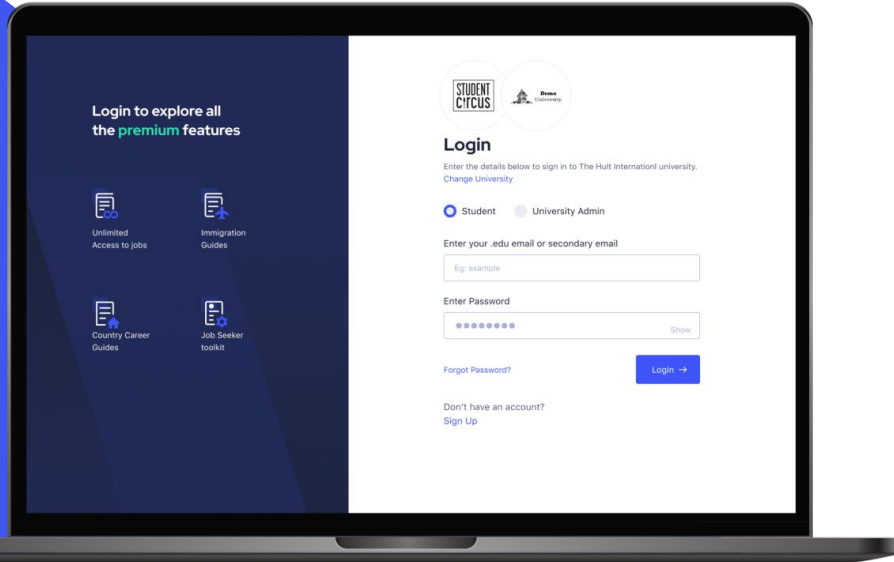 Login to explore all
the premium features
Unlimited
Access to jobs
Immigration
Guides
Country Career
Guides
Job Seeker
toolkit
STUDENT
CIRCUS
Demo
University
Login
Enter the details below to sign in to The Hult Internationl university.
Change University
Student
University Admin
Enter your .edu email or secondary email
Eg: example
Enter Password
Show
Forgot Password?
Login →
Don't have an account?
Sign Up